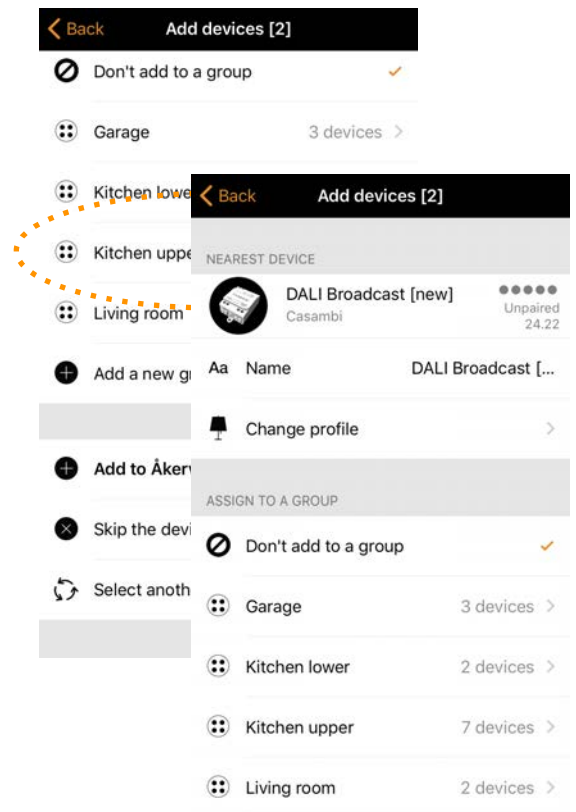 Back Add devices [2]
Don't add to a group
Garage 3 devices
Kitchen lowe
Kitchen uppe
Living room
Add a new gr
Add to Åker
Skip the devi
Select anoth
Back Add devices [2]
NEAREST DEVICE
DALI Broadcast [new]
Casambi
Unpaired
24.22
Aa Name DALI Broadcast [...
Change profile
ASSIGN TO A GROUP
Don't add to a group
Garage 3 devices
Kitchen lower 2 devices
Kitchen upper 7 devices
Living room 2 devices